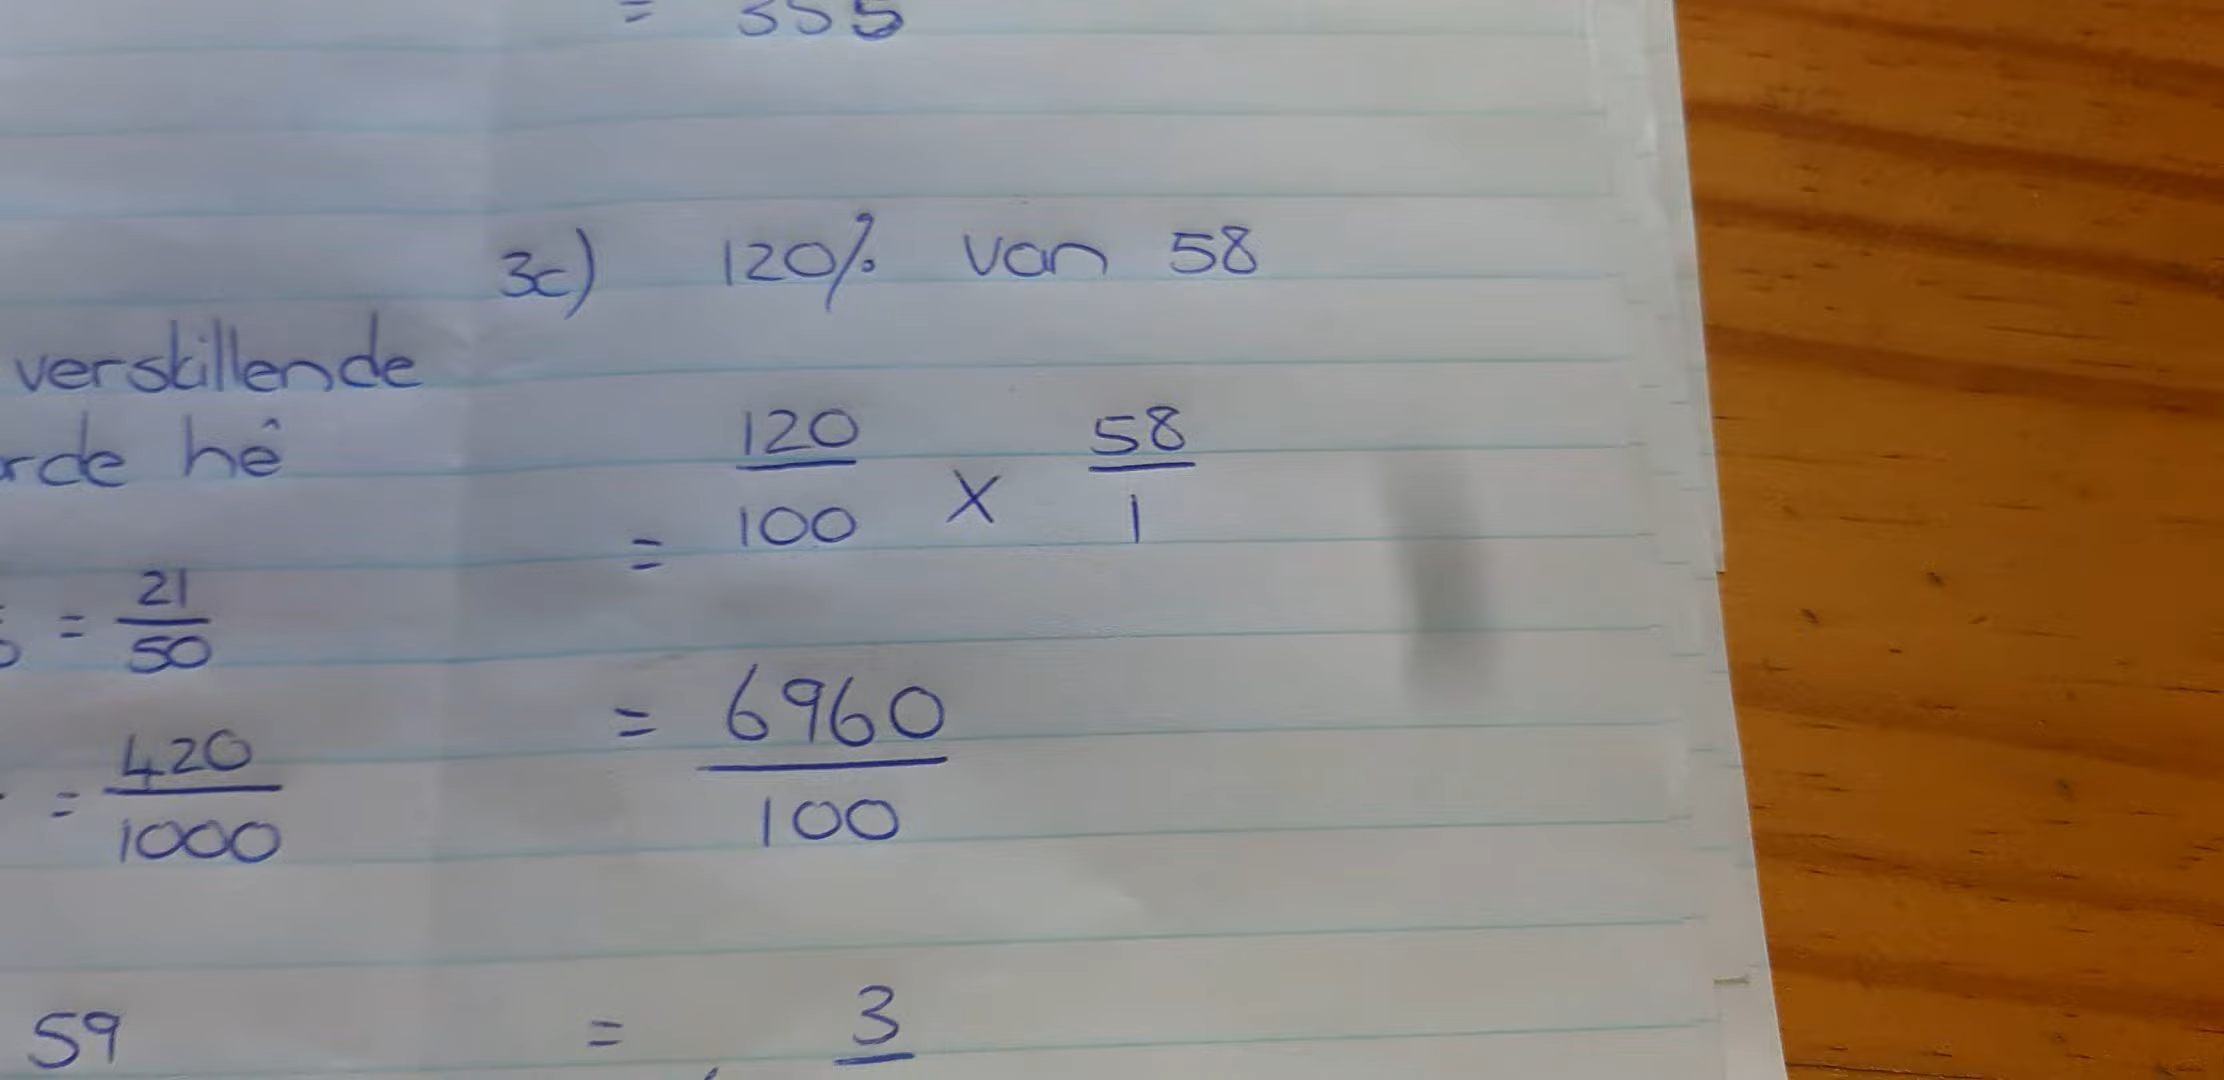 = 355
3c) 120% van 58
verskillende
hê
= 120/100 × 58/1
= 21/50
= 6960/100
= 420/1000
59
= 3